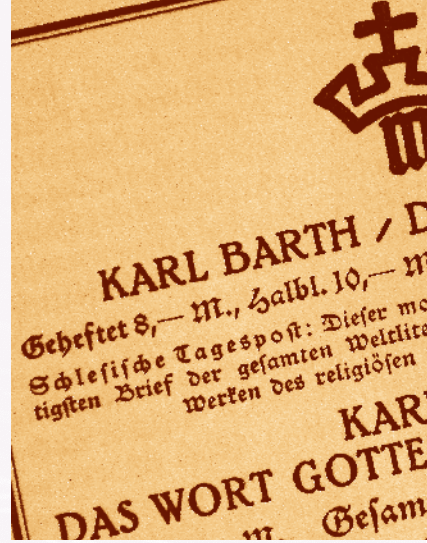 m
KARL BARTH / D
Geheftet 8,— M., Halbl. 10,— M
Schlesische Tagespost: Dieser mo
tigsten Brief der gesamten Weltlite
Werken des religiösen
KAR
DAS WORT GOTTE
m. Gesam